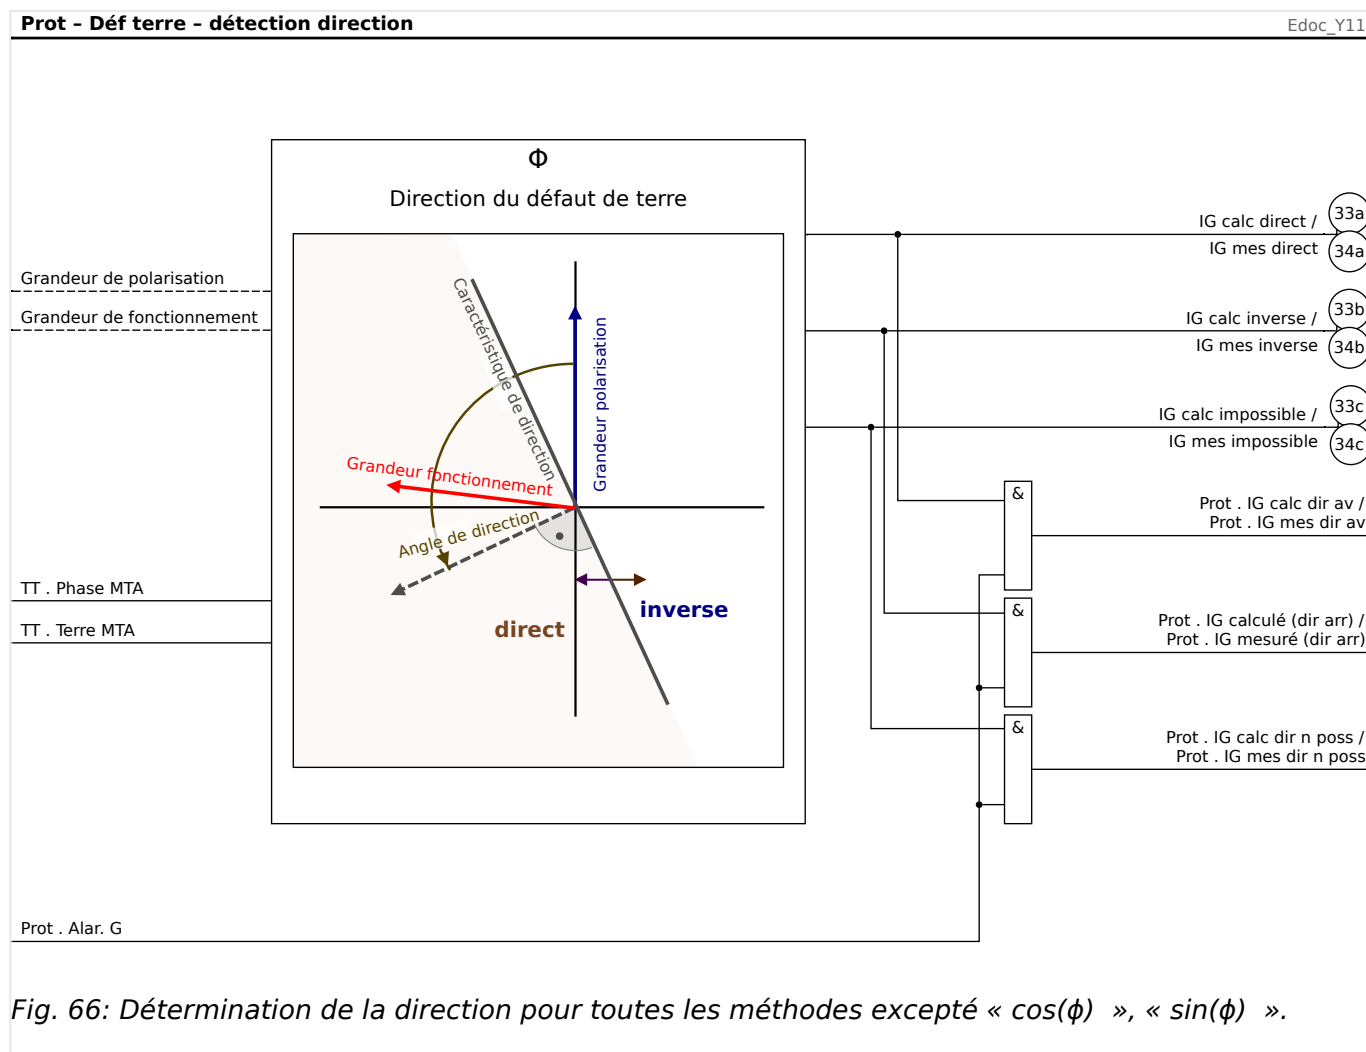 Prot – Déf terre – détection direction
Edoc_Y11
Φ
Direction du défaut de terre
Grandeur de polarisation
Grandeur de fonctionnement
TT . Phase MTA
TT . Terre MTA
Prot . Alar. G
Caractéristique de direction
Grandeur polarisation
Grandeur fonctionnement
Angle de direction
direct
inverse
IG calc direct /
IG mes direct
33a
34a
IG calc inverse /
IG mes inverse
33b
34b
IG calc impossible /
IG mes impossible
33c
34c
&
Prot . IG calc dir av /
Prot . IG mes dir av
&
Prot . IG calculé (dir arr) /
Prot . IG mesuré (dir arr)
&
Prot . IG calc dir n poss /
Prot . IG mes dir n poss
Fig. 66: Détermination de la direction pour toutes les méthodes excepté « cos(ϕ)  », « sin(ϕ)  ».